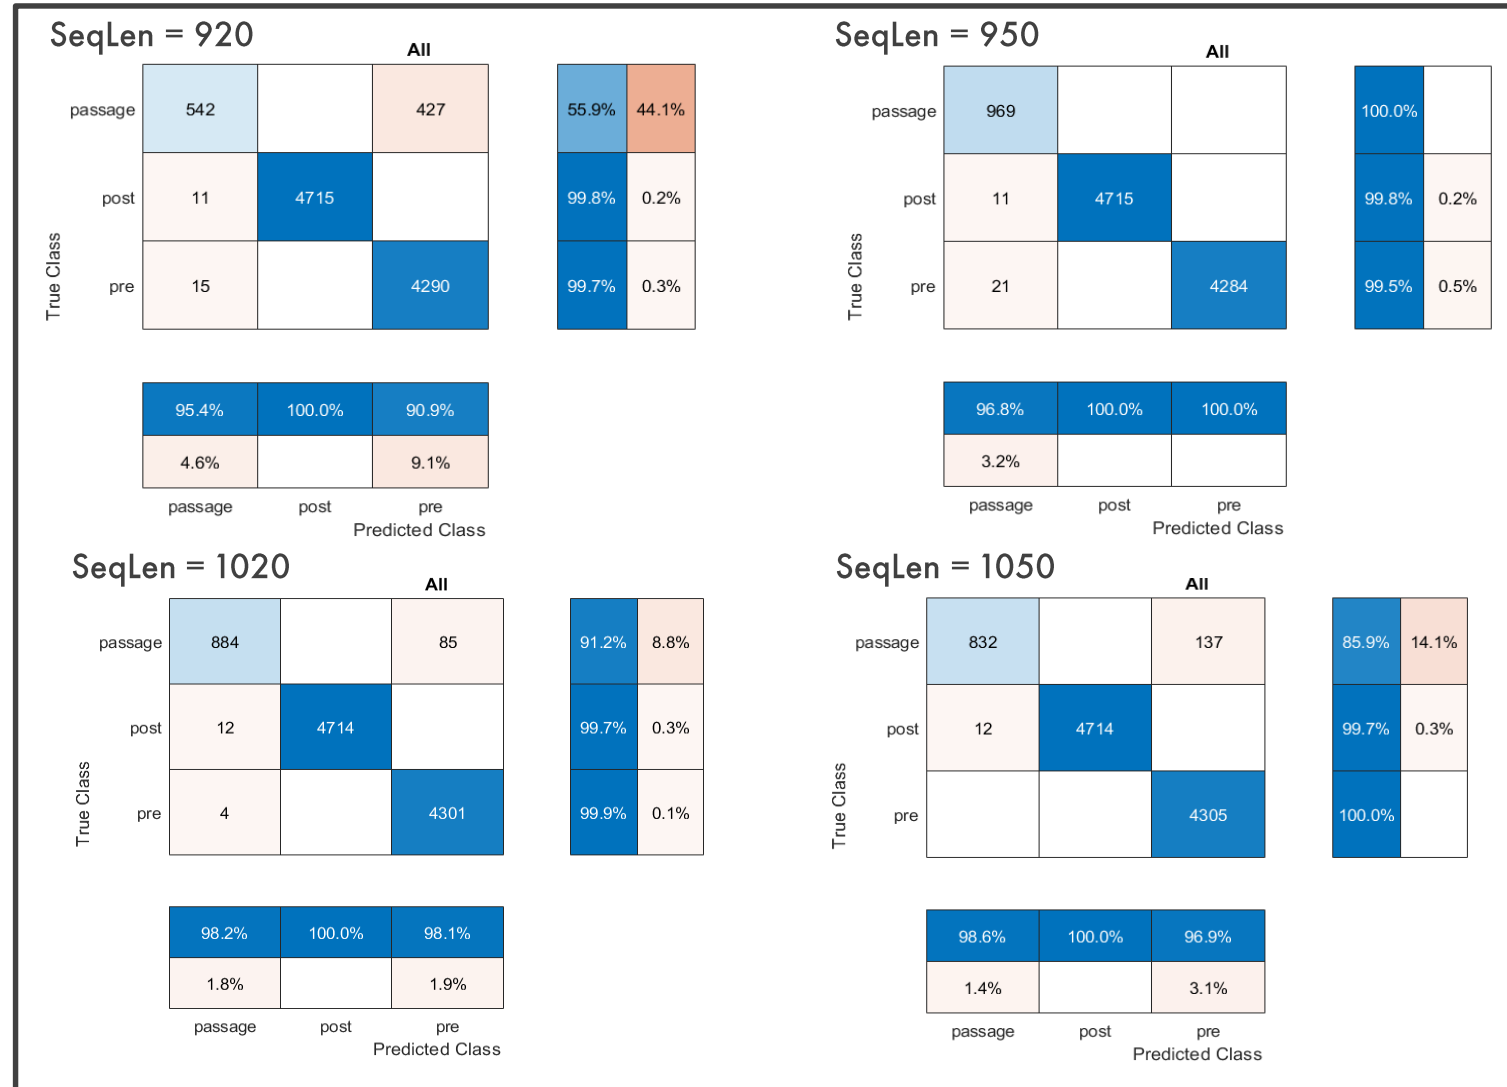 SeqLen = 920
All
passage 542 427 55.9% 44.1%
post 11 4715 99.8% 0.2%
pre 15 4290 99.7% 0.3%
True Class
95.4% 100.0% 90.9%
4.6% 9.1%
passage post pre
Predicted Class
SeqLen = 950
All
passage 969 100.0%
post 11 4715 99.8% 0.2%
pre 21 4284 99.5% 0.5%
True Class
96.8% 100.0% 100.0%
3.2%
passage post pre
Predicted Class
SeqLen = 1020
All
passage 884 85 91.2% 8.8%
post 12 4714 99.7% 0.3%
pre 4 4301 99.9% 0.1%
True Class
98.2% 100.0% 98.1%
1.8% 1.9%
passage post pre
Predicted Class
SeqLen = 1050
All
passage 832 137 85.9% 14.1%
post 12 4714 99.7% 0.3%
pre 4305 100.0%
True Class
98.6% 100.0% 96.9%
1.4% 3.1%
passage post pre
Predicted Class